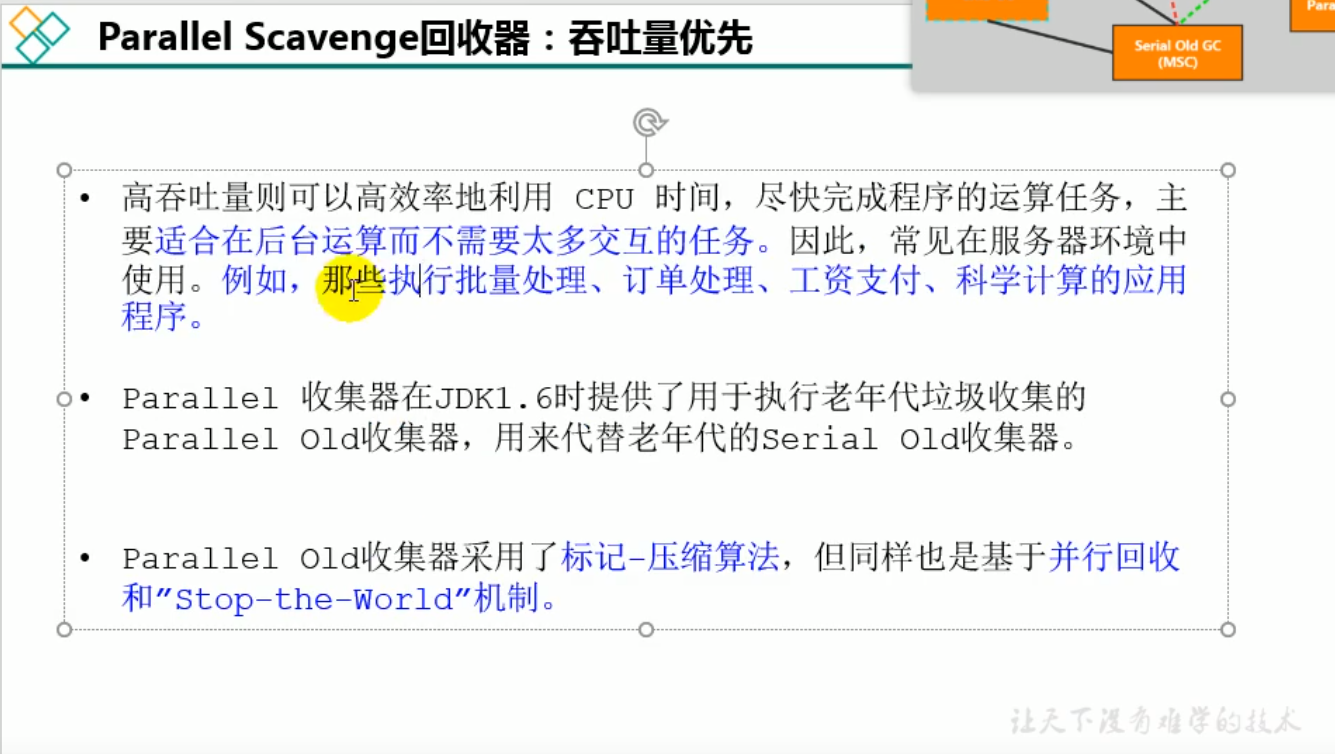 Parallel Scavenge回收器：吞吐量优先
Serial Old GC
(MSC)
• 高吞吐量则可以高效率地利用 CPU 时间，尽快完成程序的运算任务，主
要适合在后台运算而不需要太多交互的任务。因此，常见在服务器环境中
使用。例如，那些执行批量处理、订单处理、工资支付、科学计算的应用
程序。
• Parallel 收集器在JDK1.6时提供了用于执行老年代垃圾收集的
Parallel Old收集器，用来代替老年代的Serial Old收集器。
• Parallel Old收集器采用了标记-压缩算法，但同样也是基于并行回收
和"Stop-the-World"机制。
让天下没有难学的技术